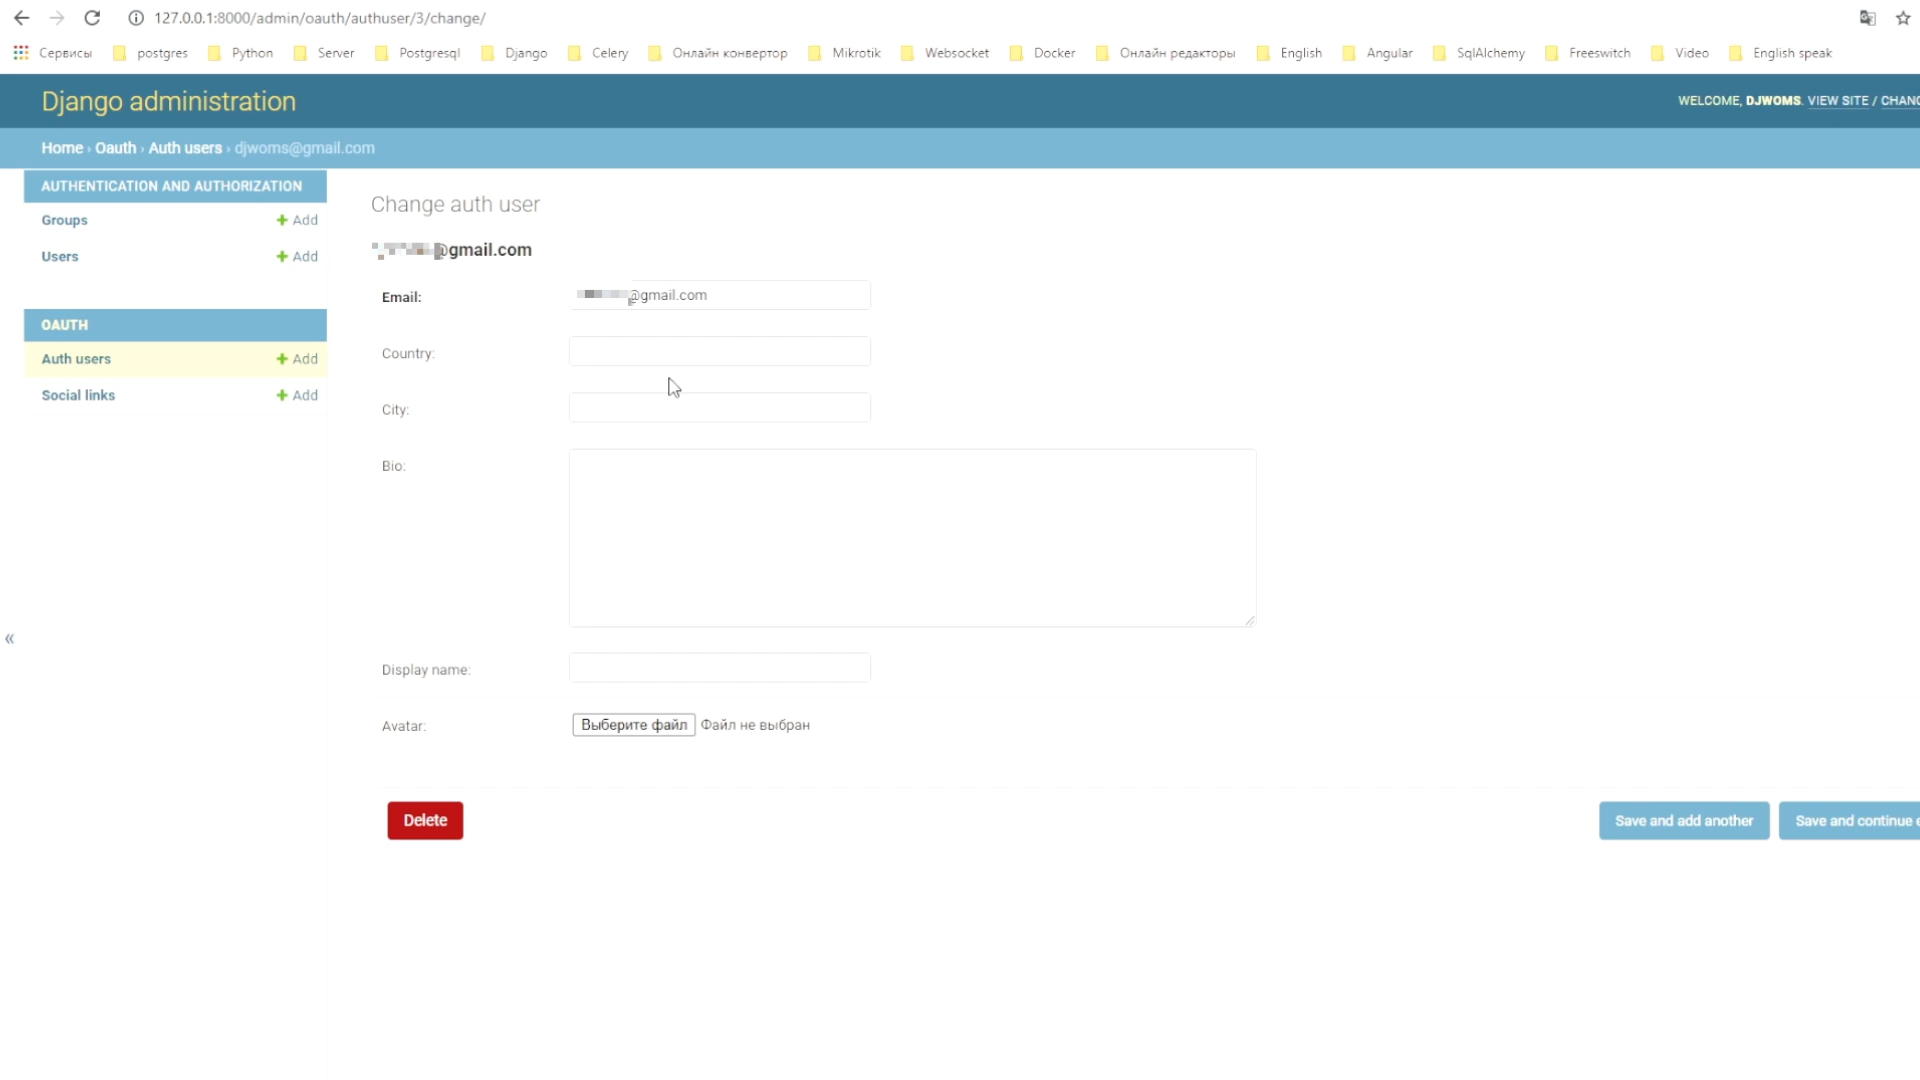 127.0.0.1:8000/admin/oauth/authuser/3/change/
Сервисы postgres Python Server Postgresql Django Celery Онлайн конвертор Mikrotik Websocket Docker Онлайн редакторы English Angular SqlAlchemy Freeswitch Video English speak
Django administration
WELCOME, DJWOMS. VIEW SITE / CHANG
Home › Oauth › Auth users › djwoms@gmail.com
AUTHENTICATION AND AUTHORIZATION
Groups + Add
Users + Add
OAUTH
Auth users + Add
Social links + Add
«
Change auth user
@gmail.com
Email: @gmail.com
Country:
City:
Bio:
Display name:
Avatar: Выберите файл Файл не выбран
Delete
Save and add another
Save and continue e